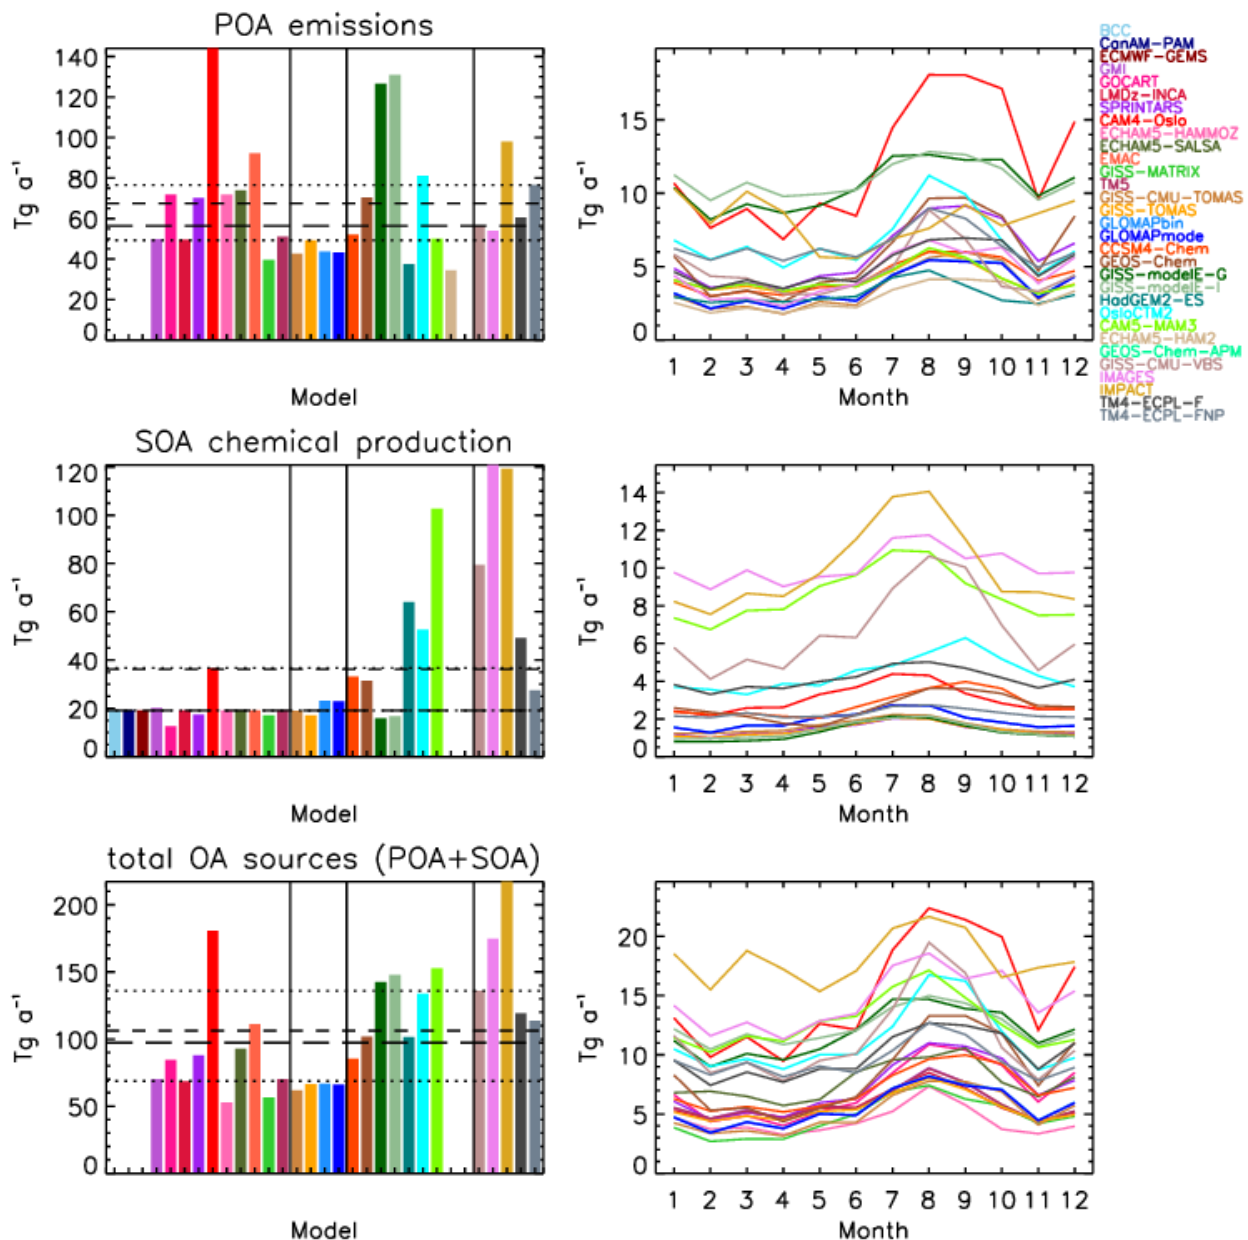 POA emissions
140
120
100
80
60
40
20
0
Tg a⁻¹
Model
15
10
5
0
Tg a⁻¹
1 2 3 4 5 6 7 8 9 10 11 12
Month
BCC
CanAM-PAM
ECMWF-GEMS
GMI
GOCART
LMDz-INCA
SPRINTARS
CAM4-Oslo
ECHAM5-HAMMOZ
ECHAM5-SALSA
EMAC
GISS-MATRIX
TM5
GISS-CMU-TOMAS
GISS-TOMAS
GLOMAPbin
GLOMAPmode
CCSM4-Chem
GEOS-Chem
GISS-modelE-G
GISS-modelE-I
HadGEM2-ES
OsloCTM2
CAM5-MAM3
ECHAM5-HAM2
GEOS-Chem-APM
GISS-CMU-VBS
IMAGES
IMPACT
TM4-ECPL-F
TM4-ECPL-FNP
SOA chemical production
120
100
80
60
40
20
0
Tg a⁻¹
Model
14
12
10
8
6
4
2
0
Tg a⁻¹
1 2 3 4 5 6 7 8 9 10 11 12
Month
total OA sources (POA+SOA)
200
150
100
50
0
Tg a⁻¹
Model
20
15
10
5
0
Tg a⁻¹
1 2 3 4 5 6 7 8 9 10 11 12
Month